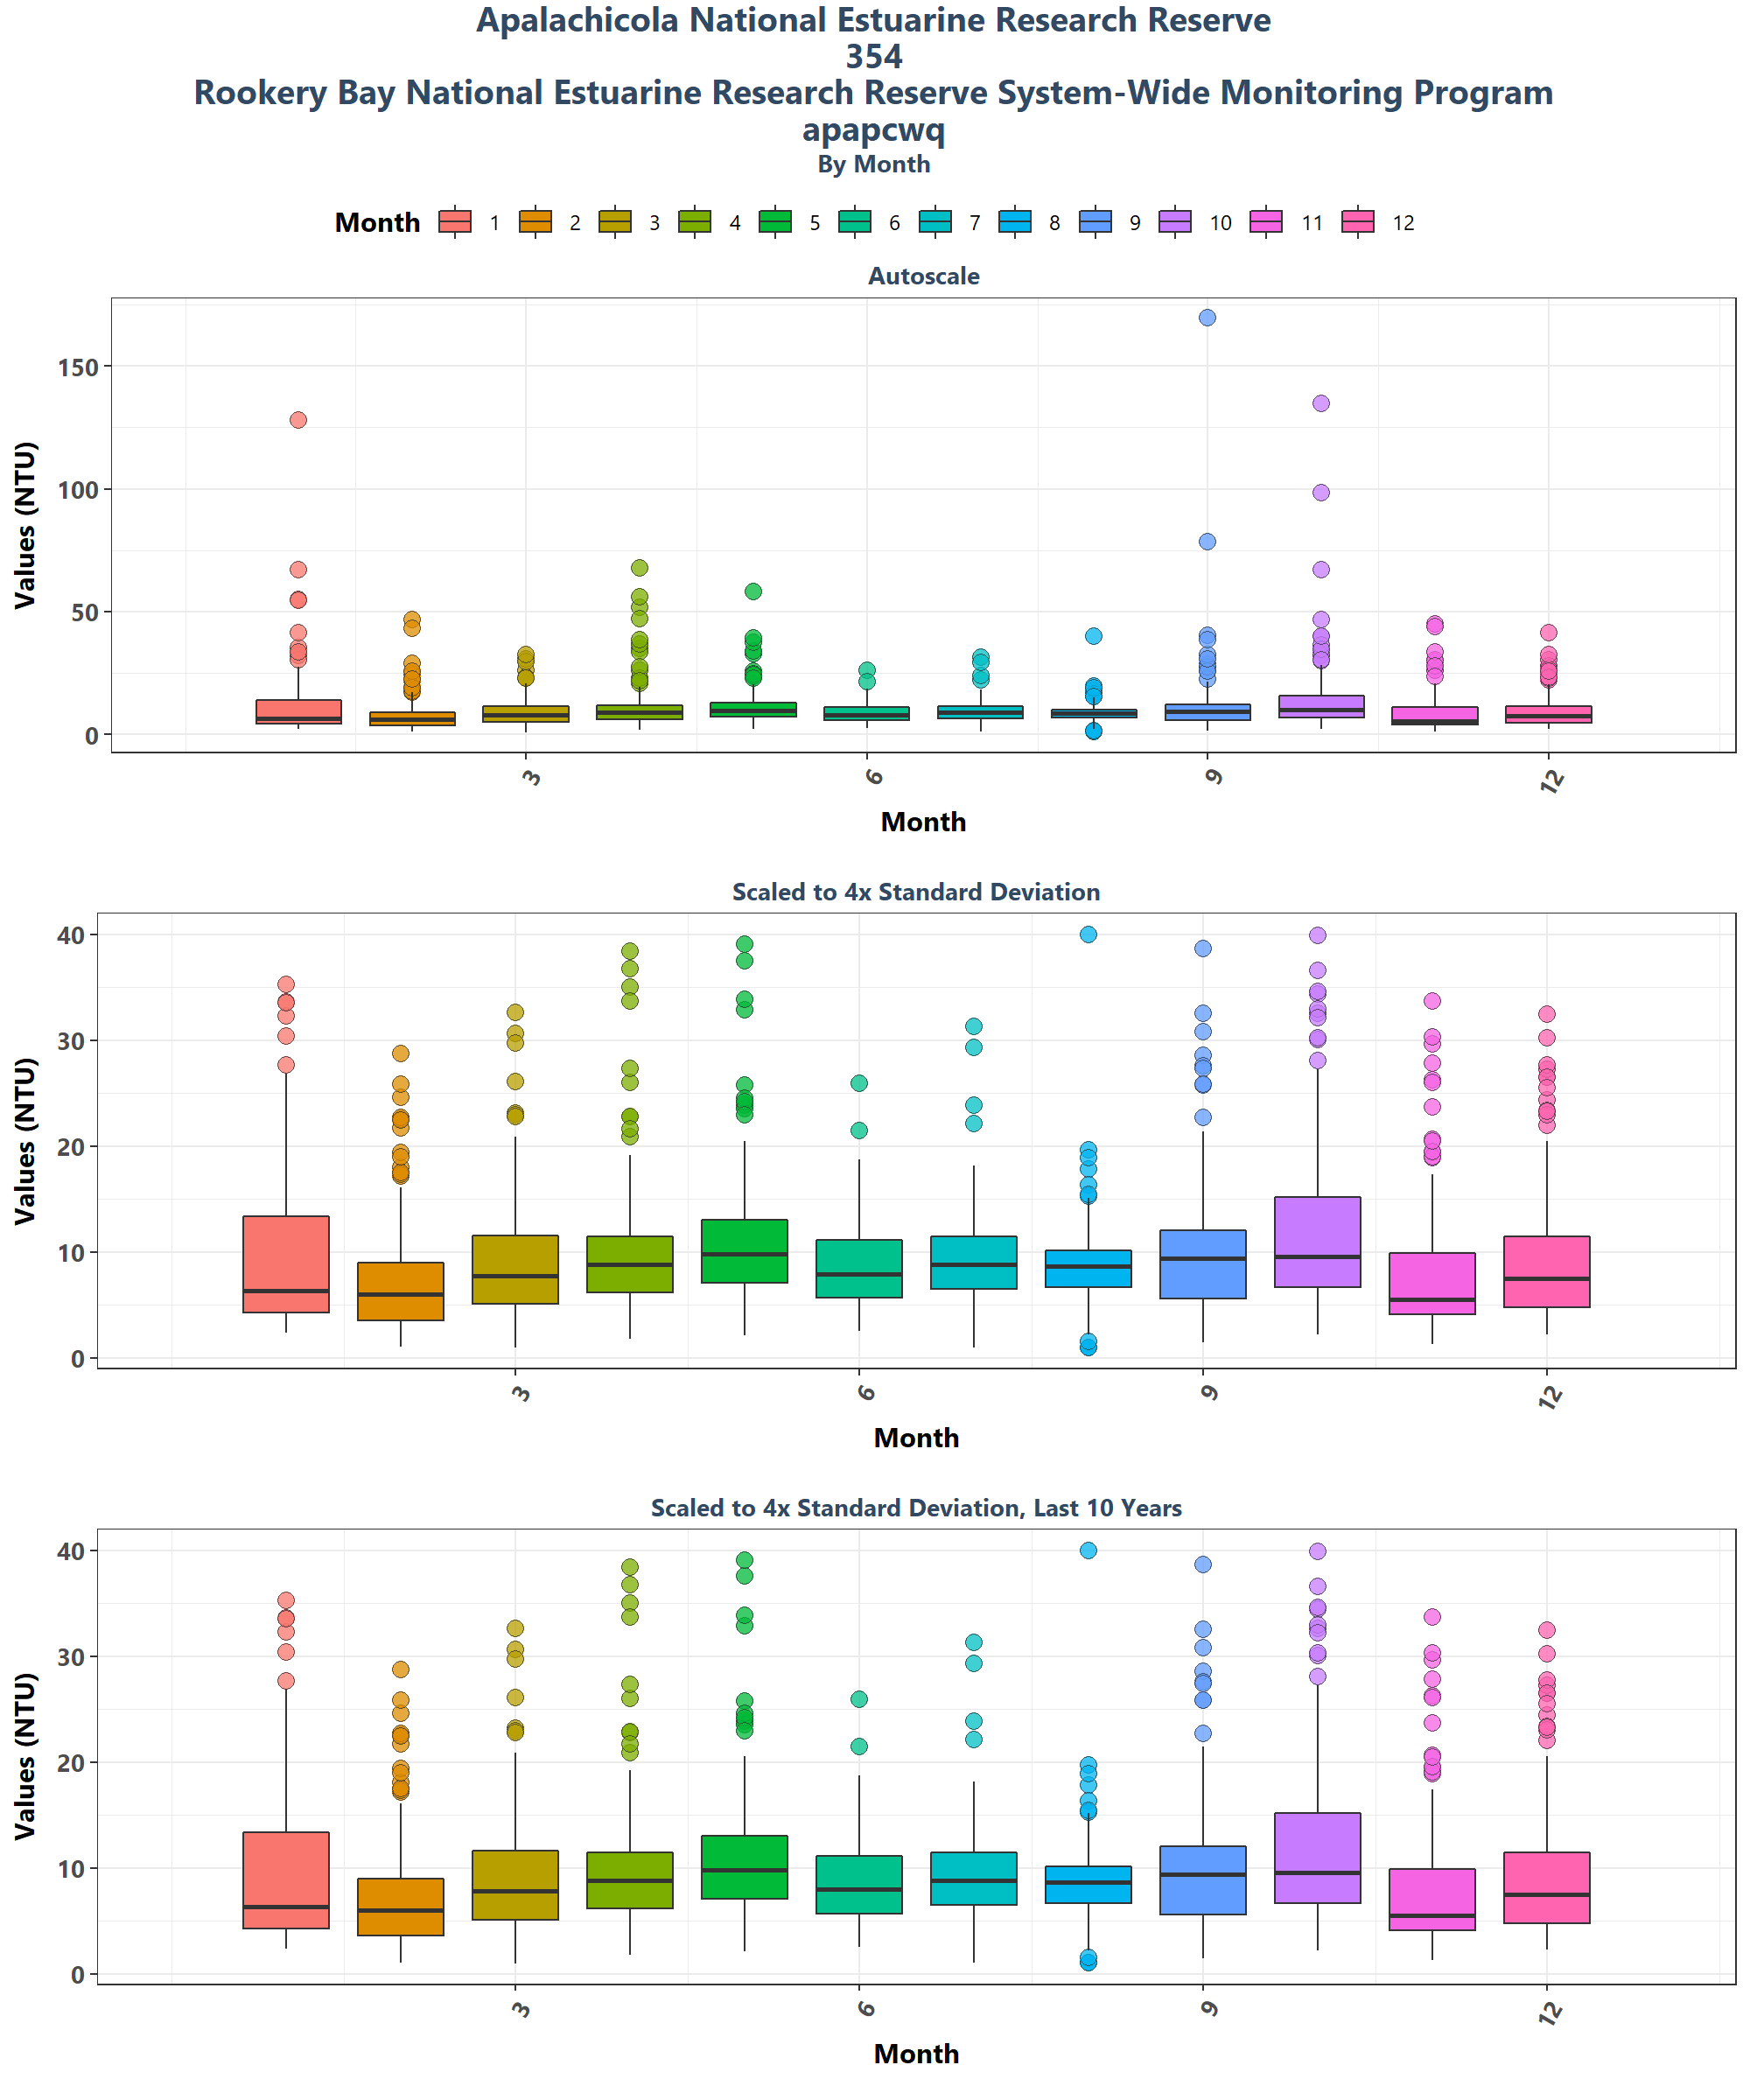 Apalachicola National Estuarine Research Reserve
354
Rookery Bay National Estuarine Research Reserve System-Wide Monitoring Program
apapcwq
By Month
Month 1 2 3 4 5 6 7 8 9 10 11 12
Autoscale
Values (NTU)
150
100
50
0
3 6 9 12
Month
Scaled to 4x Standard Deviation
Values (NTU)
40
30
20
10
0
3 6 9 12
Month
Scaled to 4x Standard Deviation, Last 10 Years
Values (NTU)
40
30
20
10
0
3 6 9 12
Month